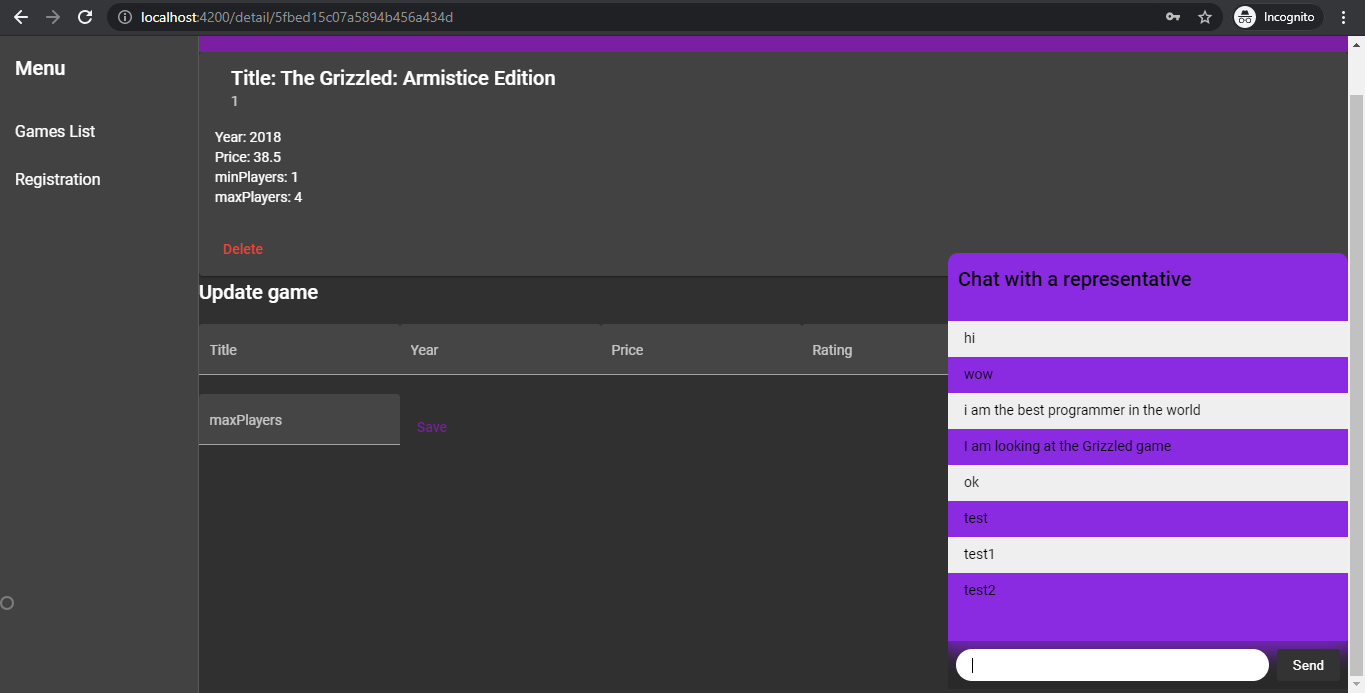 localhost:4200/detail/5fbed15c07a5894b456a434d
Incognito
Menu
Games List
Registration
Title: The Grizzled: Armistice Edition
1
Year: 2018
Price: 38.5
minPlayers: 1
maxPlayers: 4
Delete
Update game
Title
Year
Price
Rating
maxPlayers
Save
Chat with a representative
hi
wow
i am the best programmer in the world
I am looking at the Grizzled game
ok
test
test1
test2
Send